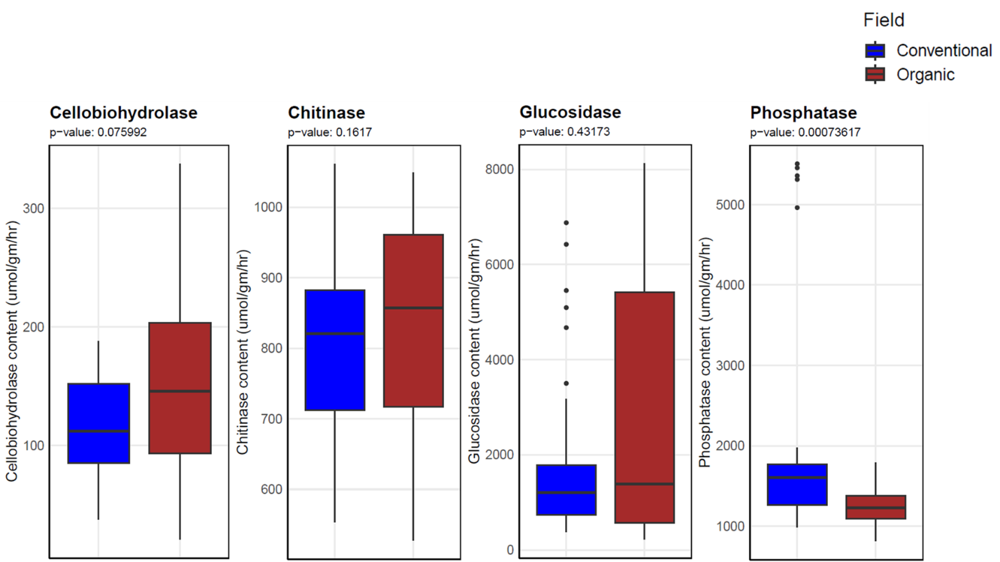 Field
Conventional
Organic
Cellobiohydrolase
p−value: 0.075992
Cellobiohydrolase content (umol/gm/hr)
300
200
100
Chitinase
p−value: 0.1617
Chitinase content (umol/gm/hr)
1000
900
800
700
600
Glucosidase
p−value: 0.43173
Glucosidase content (umol/gm/hr)
8000
6000
4000
2000
0
Phosphatase
p−value: 0.00073617
Phosphatase content (umol/gm/hr)
5000
4000
3000
2000
1000